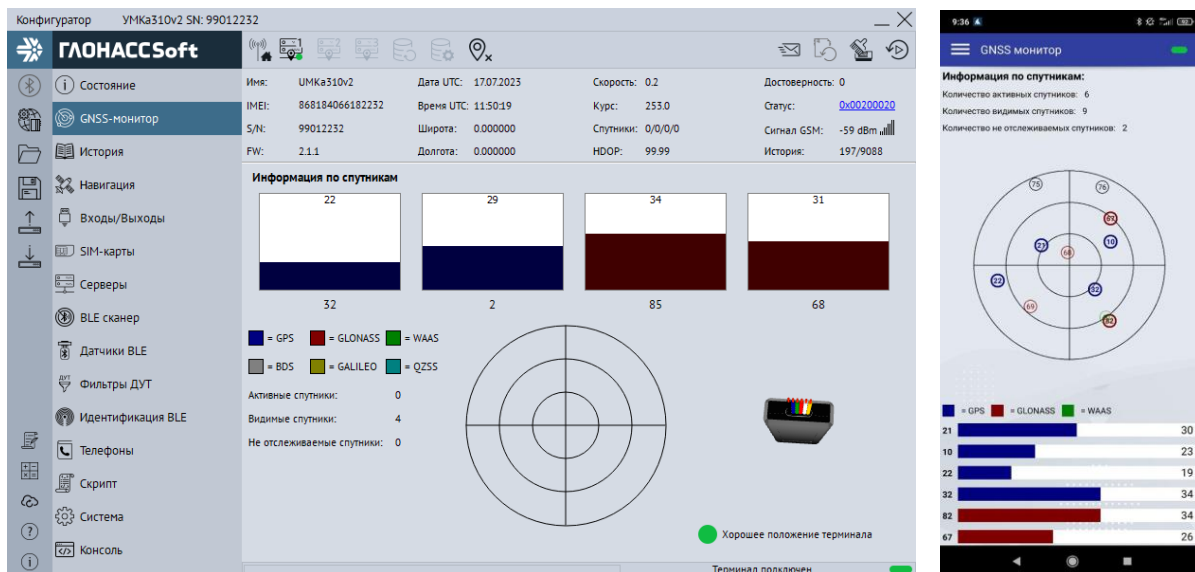 Конфигуратор УМКа310v2 SN: 99012232
ГЛОНАССSoft
Состояние
GNSS-монитор
История
Навигация
Входы/Выходы
SIM-карты
Серверы
BLE сканер
Датчики BLE
Фильтры ДУТ
Идентификация BLE
Телефоны
Скрипт
Система
Консоль
Имя: УМКа310v2 Дата UTC: 17.07.2023 Скорость: 0.2 Достоверность: 0
IMEI: 868184066182232 Время UTC: 11:50:19 Курс: 253.0 Статус: 0x00200020
S/N: 99012232 Широта: 0.000000 Спутники: 0/0/0/0 Сигнал GSM: -59 dBm
FW: 2.1.1 Долгота: 0.000000 HDOP: 99.99 История: 197/9088
Информация по спутникам
22 29 34 31
32 2 85 68
= GPS = GLONASS = WAAS
= BDS = GALILEO = QZSS
Активные спутники: 0
Видимые спутники: 4
Не отслеживаемые спутники: 0
Хорошее положение терминала
Терминал подключен
9:36
GNSS монитор
Информация по спутникам:
Количество активных спутников: 6
Количество видимых спутников: 9
Количество не отслеживаемых спутников: 2
75 76
10
68
22
32
69
= GPS = GLONASS = WAAS
21 30
10 23
22 19
32 34
82 34
67 26